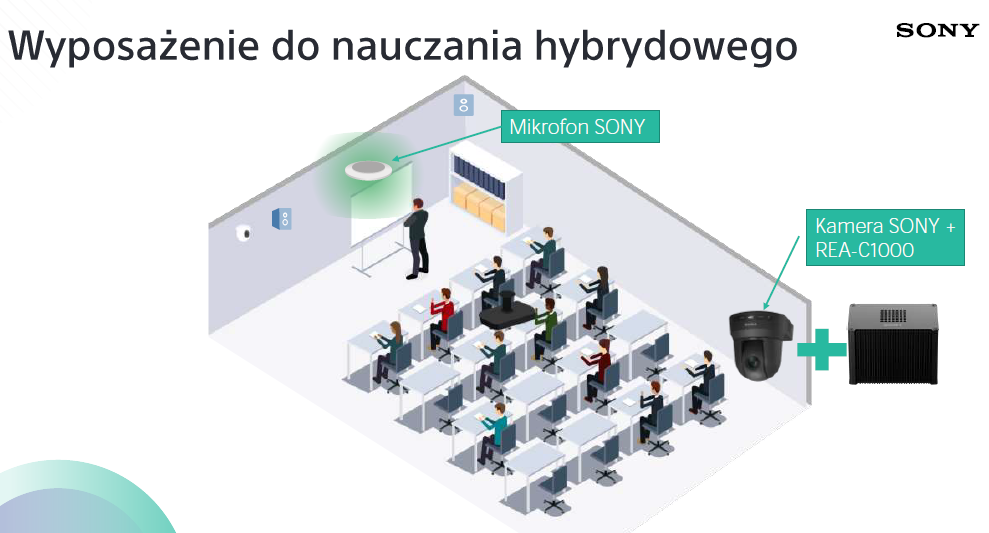 Wyposażenie do nauczania hybrydowego
SONY
Mikrofon SONY
Kamera SONY +
REA-C1000